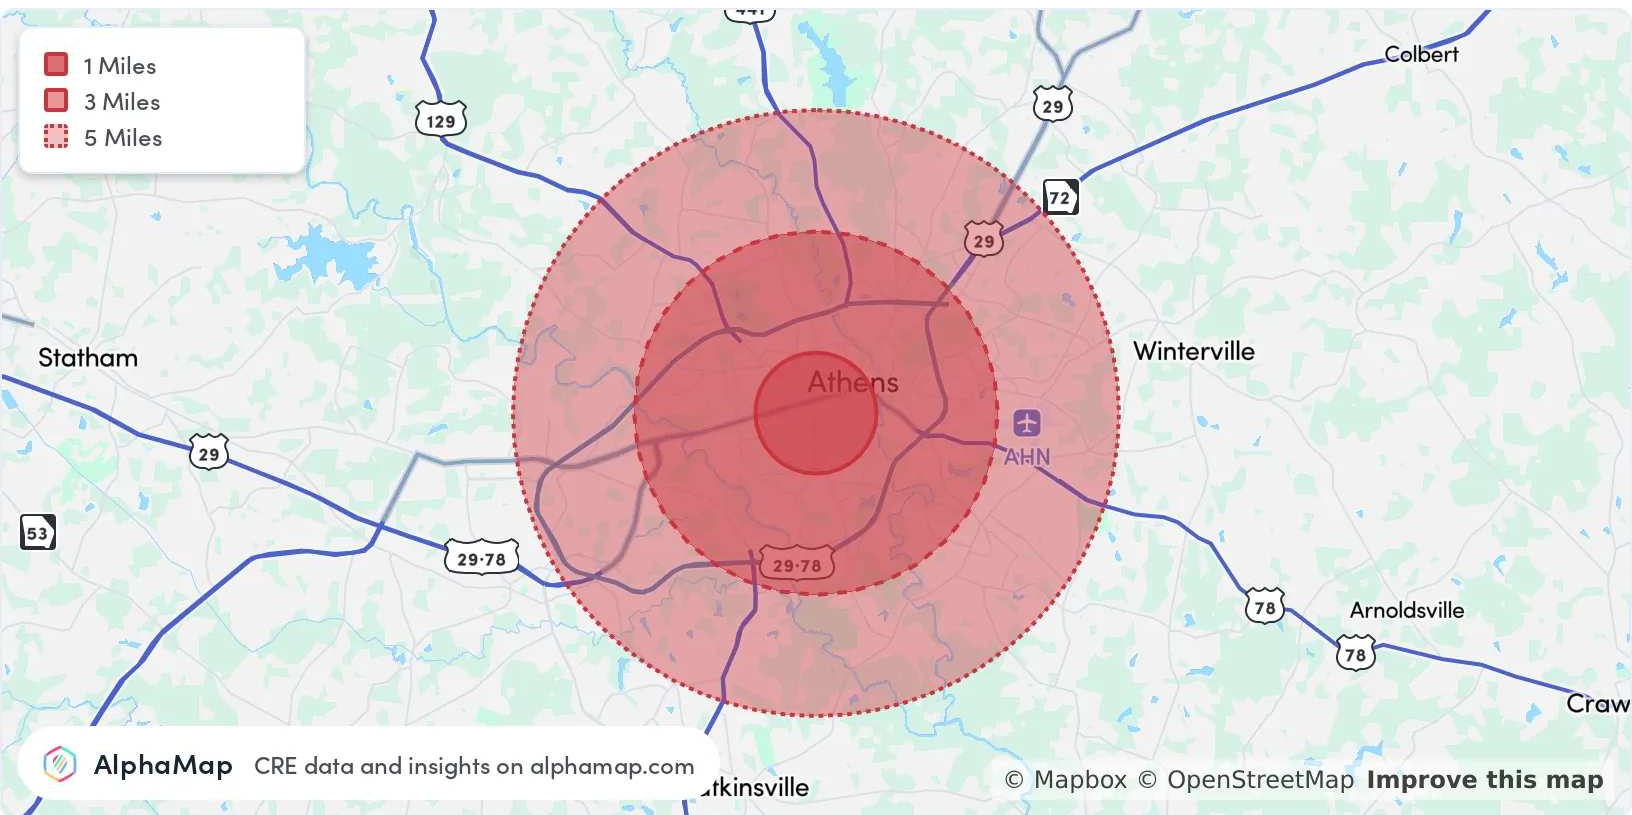 1 Miles
3 Miles
5 Miles
441
129
29
Colbert
72
29
Statham
Winterville
Athens
AHN
29
53
29·78
29·78
78
Arnoldsville
78
Craw
AlphaMap CRE data and insights on alphamap.com
atkinsville
© Mapbox © OpenStreetMap Improve this map